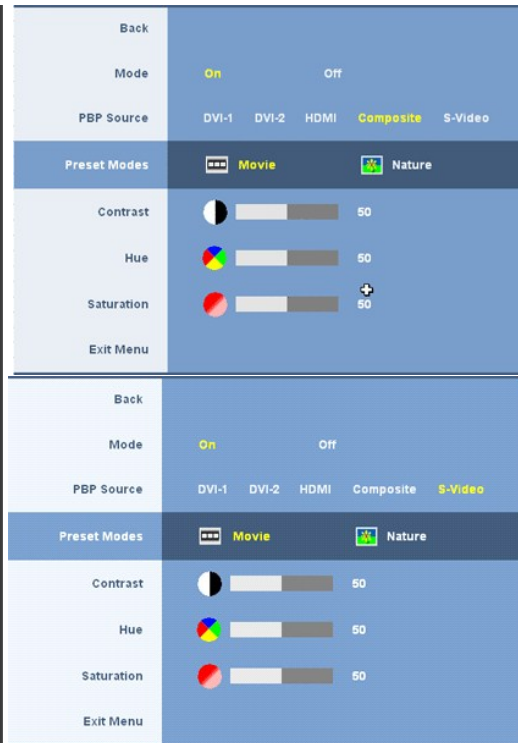 Back
Mode On Off
PBP Source DVI-1 DVI-2 HDMI Composite S-Video
Preset Modes Movie Nature
Contrast 50
Hue 50
Saturation 50
Exit Menu
Back
Mode On Off
PBP Source DVI-1 DVI-2 HDMI Composite S-Video
Preset Modes Movie Nature
Contrast 50
Hue 50
Saturation 50
Exit Menu